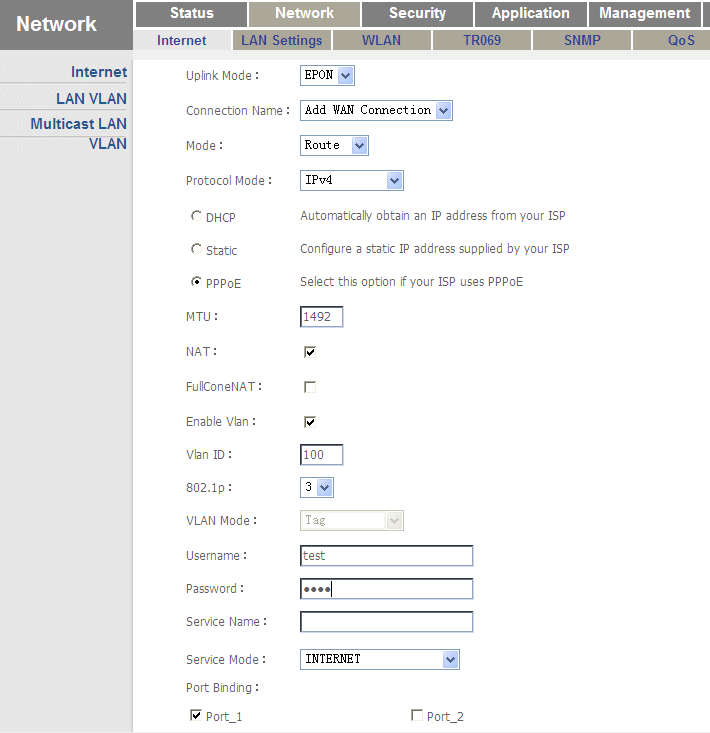 Network
Status Network Security Application Management
Internet LAN Settings WLAN TR069 SNMP QoS
Internet
LAN VLAN
Multicast LAN
VLAN
Uplink Mode : EPON
Connection Name : Add WAN Connection
Mode : Route
Protocol Mode : IPv4
DHCP Automatically obtain an IP address from your ISP
Static Configure a static IP address supplied by your ISP
PPPoE Select this option if your ISP uses PPPoE
MTU : 1492
NAT :
FullConeNAT :
Enable Vlan :
Vlan ID : 100
802.1p : 3
VLAN Mode : Tag
Username : test
Password : ••••
Service Name :
Service Mode : INTERNET
Port Binding :
Port_1 Port_2